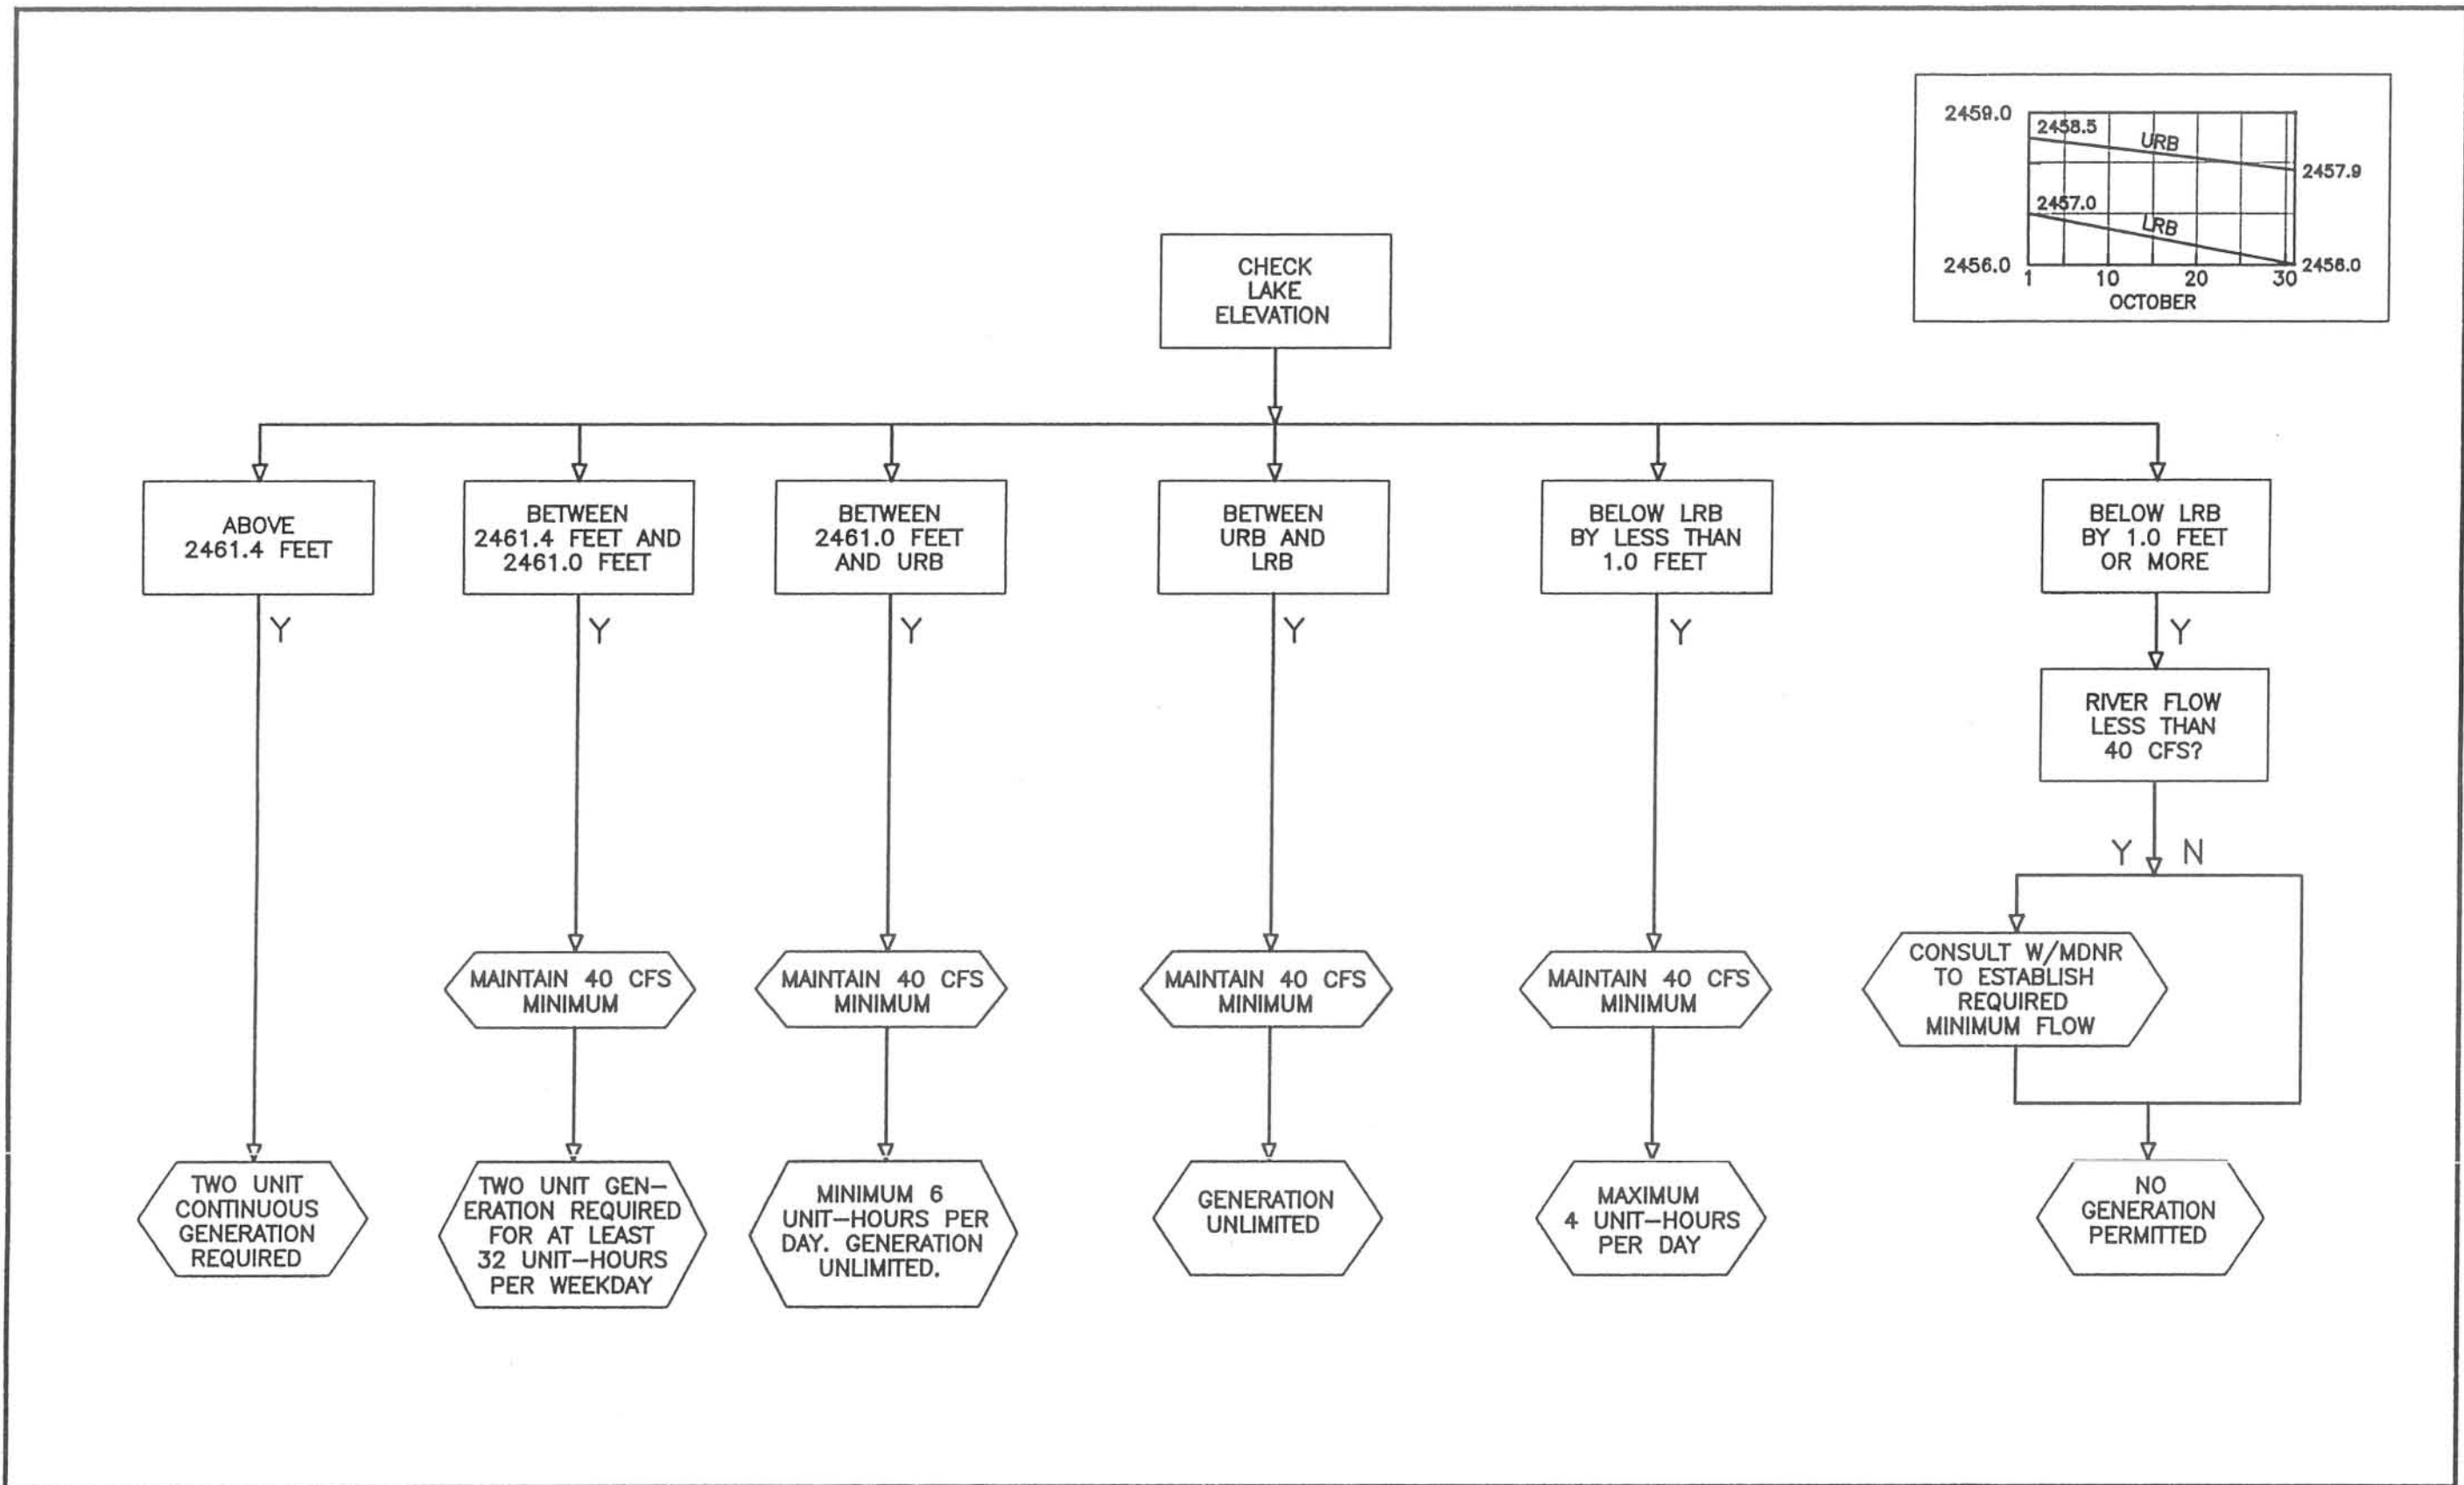 2459.0
2458.5
URB
2457.9
2457.0
LRB
2456.0
2456.0
1 10 20 30
OCTOBER
CHECK
LAKE
ELEVATION
ABOVE
2461.4 FEET
BETWEEN
2461.4 FEET AND
2461.0 FEET
BETWEEN
2461.0 FEET
AND URB
BETWEEN
URB AND
LRB
BELOW LRB
BY LESS THAN
1.0 FEET
BELOW LRB
BY 1.0 FEET
OR MORE
Y
Y
Y
Y
Y
Y
RIVER FLOW
LESS THAN
40 CFS?
Y N
MAINTAIN 40 CFS
MINIMUM
MAINTAIN 40 CFS
MINIMUM
MAINTAIN 40 CFS
MINIMUM
MAINTAIN 40 CFS
MINIMUM
CONSULT W/MDNR
TO ESTABLISH
REQUIRED
MINIMUM FLOW
TWO UNIT
CONTINUOUS
GENERATION
REQUIRED
TWO UNIT GEN-
ERATION REQUIRED
FOR AT LEAST
32 UNIT-HOURS
PER WEEKDAY
MINIMUM 6
UNIT-HOURS PER
DAY. GENERATION
UNLIMITED.
GENERATION
UNLIMITED
MAXIMUM
4 UNIT-HOURS
PER DAY
NO
GENERATION
PERMITTED